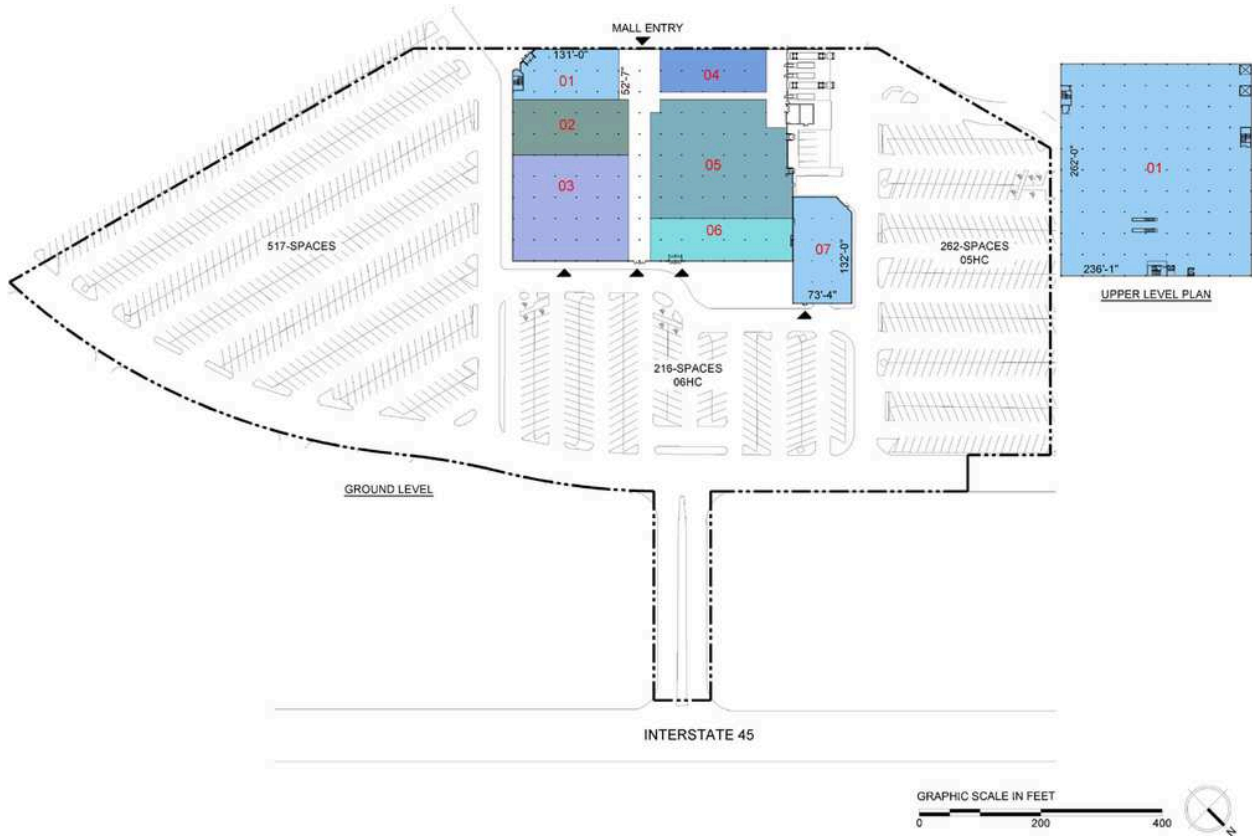 MALL ENTRY
131'-0"
52'-7"
01
02
03
04
05
06
07
132'-0"
73'-4"
517-SPACES
216-SPACES
06HC
262-SPACES
05HC
262'-0"
01
236'-1"
UPPER LEVEL PLAN
GROUND LEVEL
INTERSTATE 45
GRAPHIC SCALE IN FEET
0 200 400
N